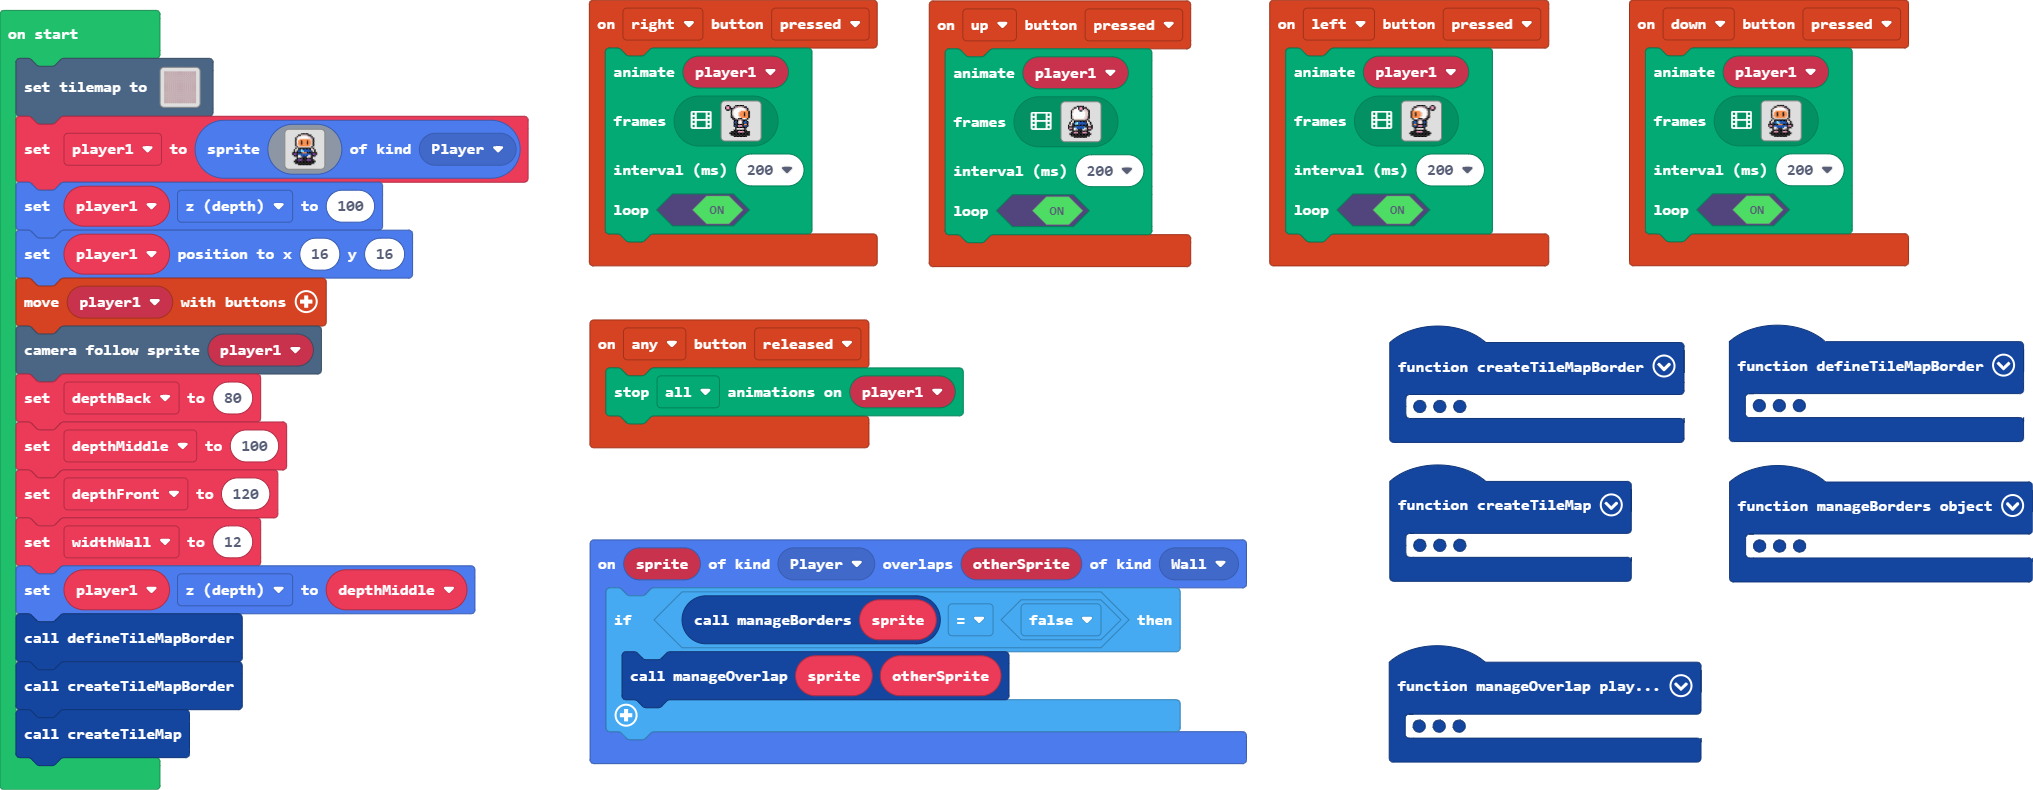 on start
set tilemap to
set player1 to sprite of kind Player
set player1 z (depth) to 100
set player1 position to x 16 y 16
move player1 with buttons
camera follow sprite player1
set depthBack to 80
set depthMiddle to 100
set depthFront to 120
set widthWall to 12
set player1 z (depth) to depthMiddle
call defineTileMapBorder
call createTileMapBorder
call createTileMap
on right button pressed
animate player1
frames
interval (ms) 200
loop ON
on up button pressed
animate player1
frames
interval (ms) 200
loop ON
on left button pressed
animate player1
frames
interval (ms) 200
loop ON
on down button pressed
animate player1
frames
interval (ms) 200
loop ON
on any button released
stop all animations on player1
on sprite of kind Player overlaps otherSprite of kind Wall
if call manageBorders sprite = false then
call manageOverlap sprite otherSprite
function createTileMapBorder
function defineTileMapBorder
function createTileMap
function manageBorders object
function manageOverlap play...